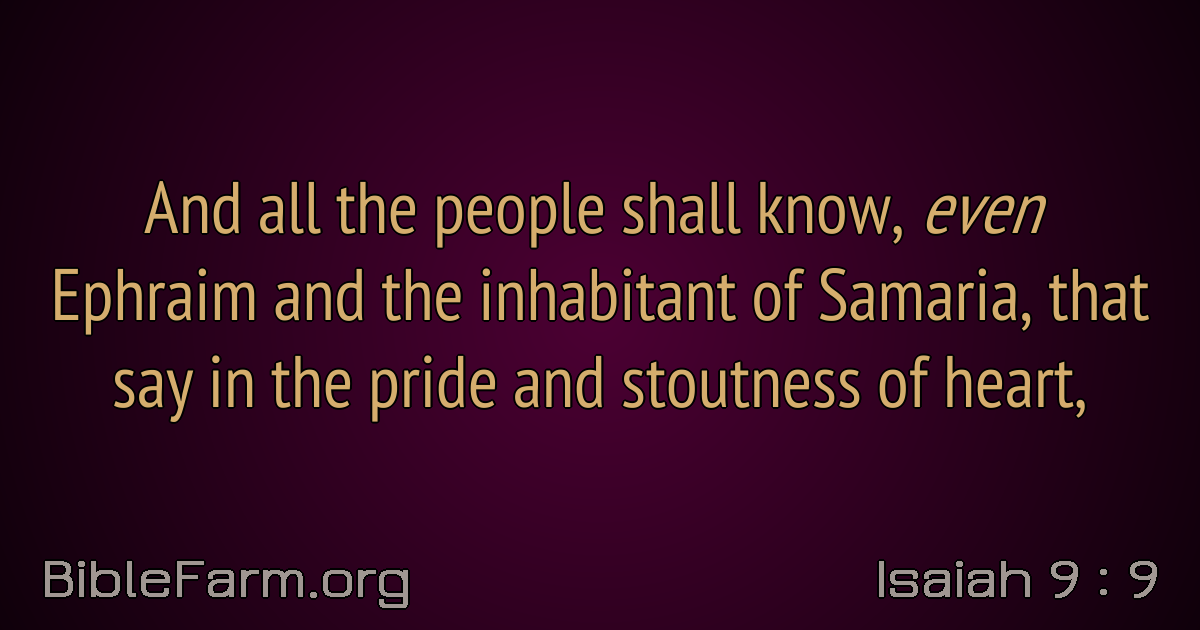 And all the people shall know, even
Ephraim and the inhabitant of Samaria, that
say in the pride and stoutness of heart,
BibleFarm.org
Isaiah 9 : 9